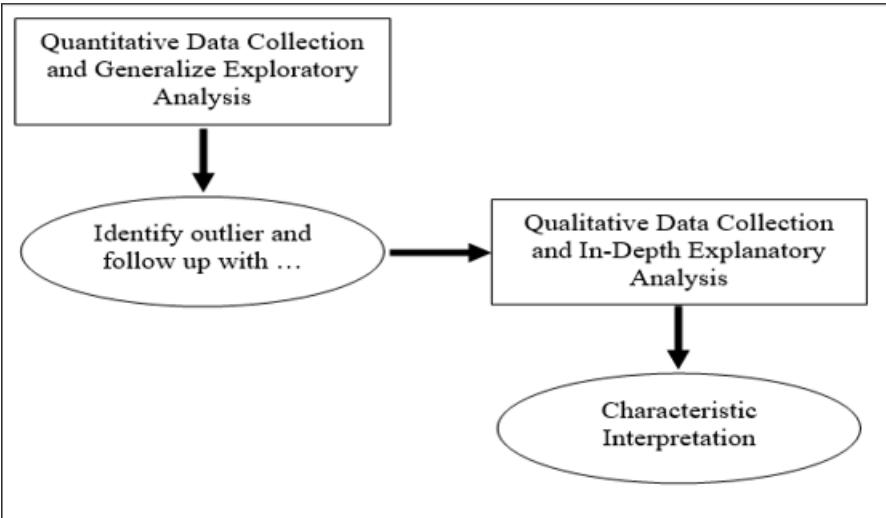 Quantitative Data Collection
and Generalize Exploratory
Analysis
Identify outlier and
follow up with …
Qualitative Data Collection
and In-Depth Explanatory
Analysis
Characteristic
Interpretation